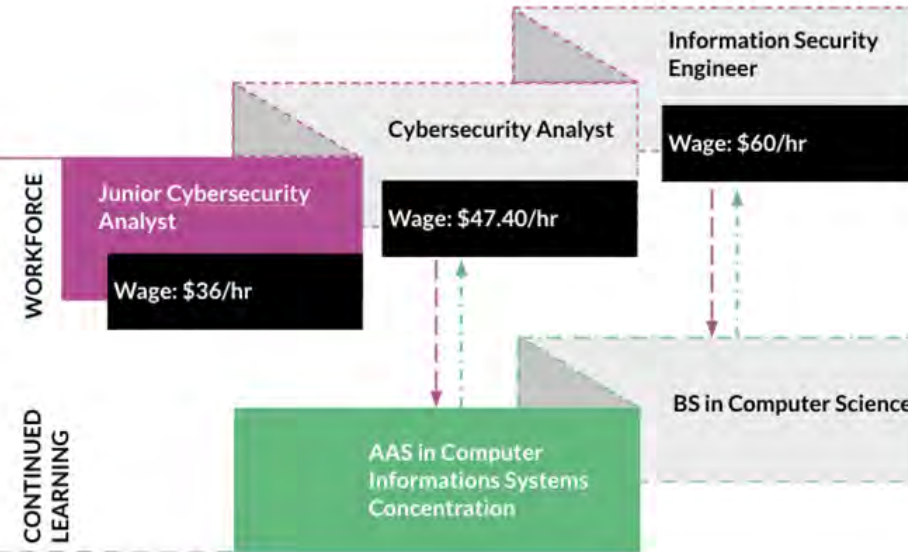 Information Security
Engineer
Wage: $60/hr
Cybersecurity Analyst
Wage: $47.40/hr
WORKFORCE
Junior Cybersecurity
Analyst
Wage: $36/hr
CONTINUED
LEARNING
AAS in Computer
Informations Systems
Concentration
BS in Computer Science